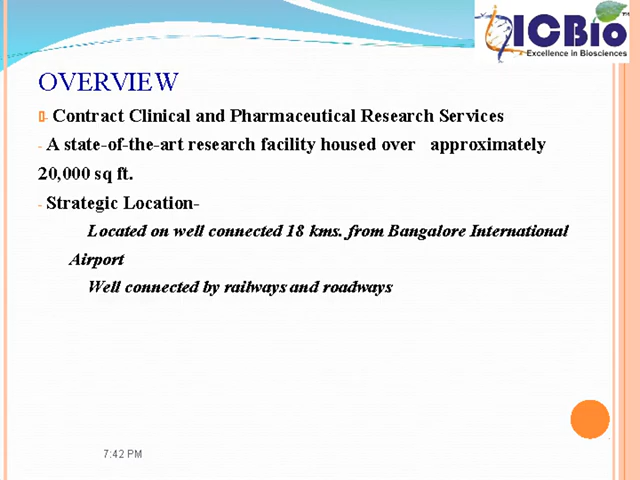 ICBio
TM
Excellence in Biosciences
OVERVIEW
- Contract Clinical and Pharmaceutical Research Services
- A state-of-the-art research facility housed over approximately
20,000 sq ft.
- Strategic Location-
Located on well connected 18 kms. from Bangalore International
Airport
Well connected by railways and roadways
7:42 PM